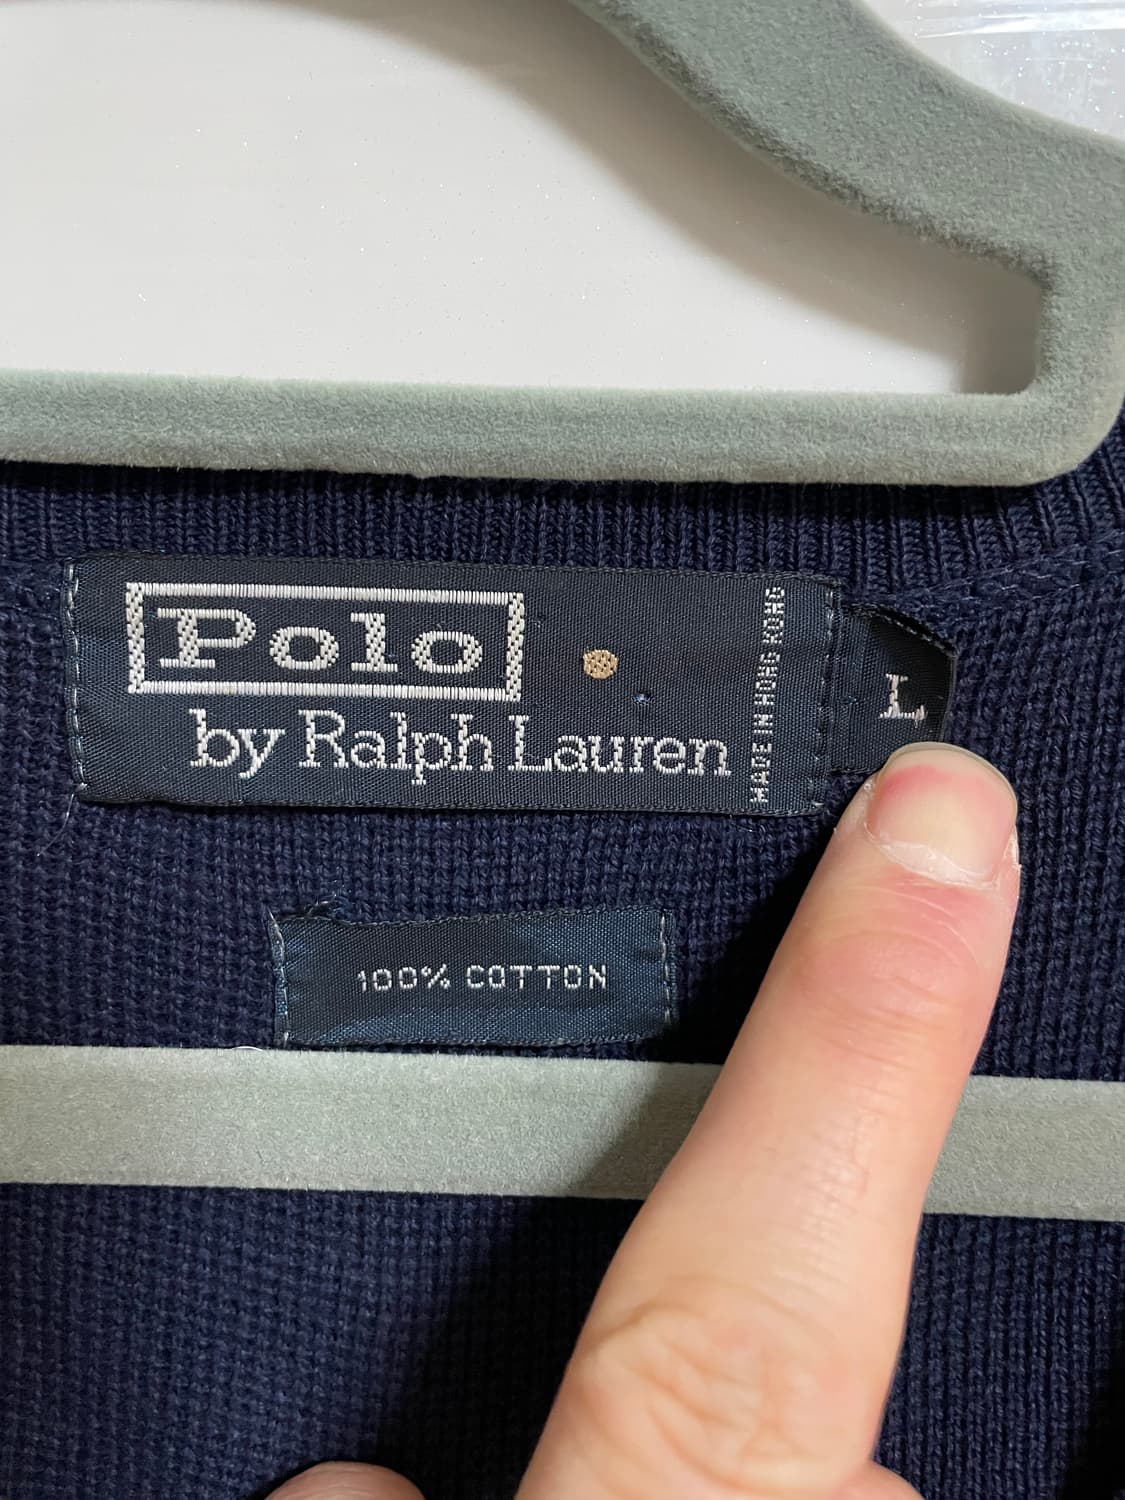 Polo
by Ralph Lauren
MADE IN HONG KONG
L
100% COTTON